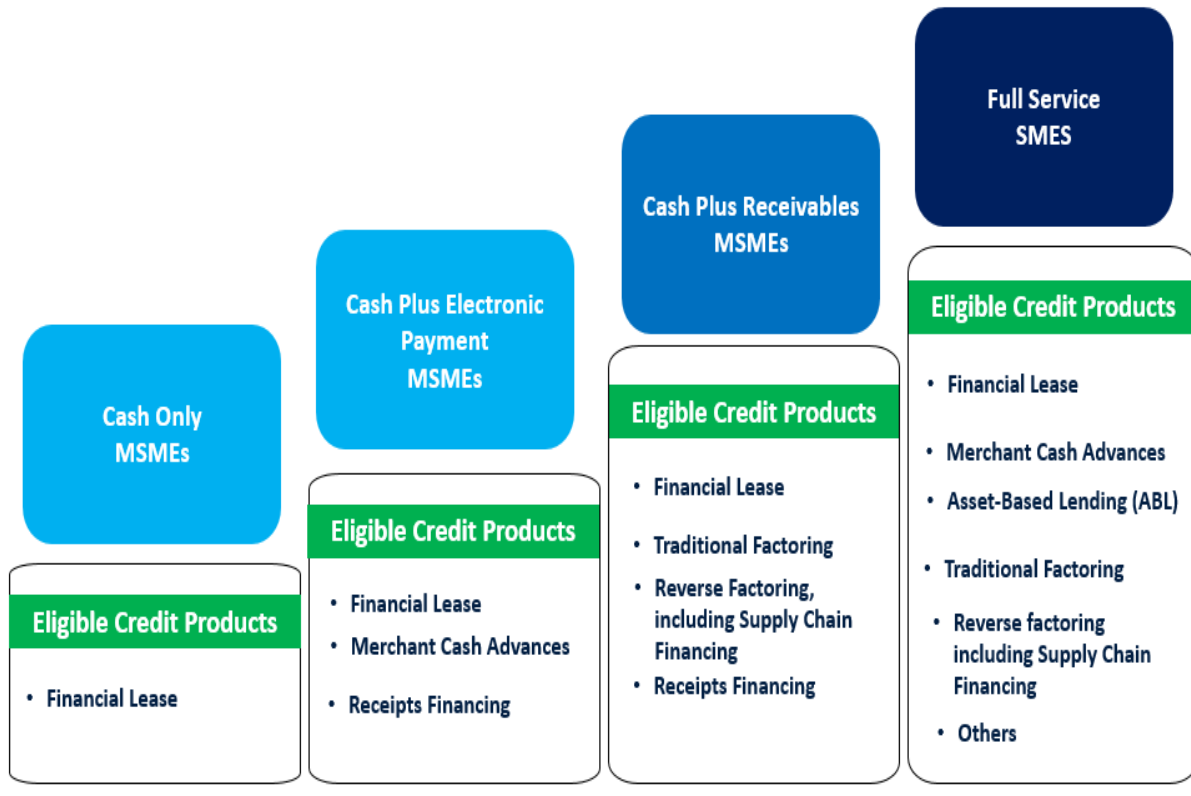 Cash Only
MSMEs
Eligible Credit Products
• Financial Lease
Cash Plus Electronic
Payment
MSMEs
Eligible Credit Products
• Financial Lease
• Merchant Cash Advances
• Receipts Financing
Cash Plus Receivables
MSMEs
Eligible Credit Products
• Financial Lease
• Traditional Factoring
• Reverse Factoring,
including Supply Chain
Financing
• Receipts Financing
Full Service
SMES
Eligible Credit Products
• Financial Lease
• Merchant Cash Advances
• Asset-Based Lending (ABL)
• Traditional Factoring
• Reverse factoring
including Supply Chain
Financing
• Others